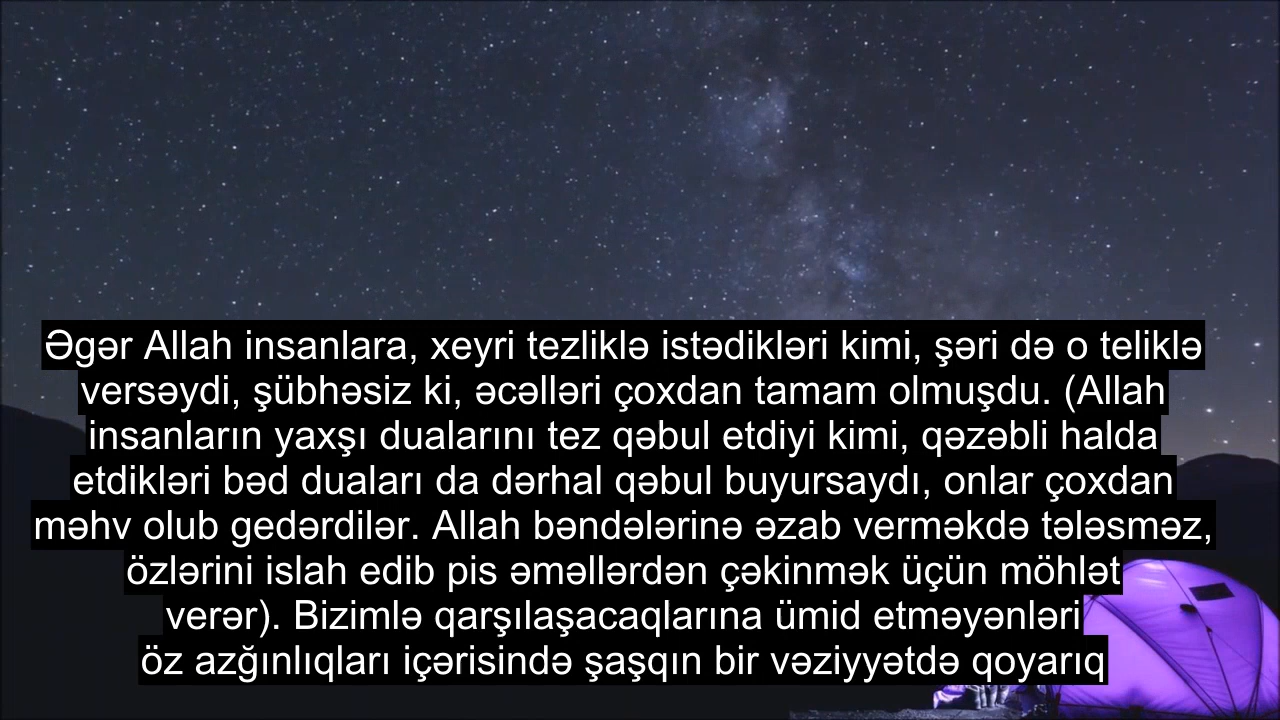 Əgər Allah insanlara, xeyri tezliklə istədikləri kimi, şəri də o teliklə
versəydi, şübhəsiz ki, əcəlləri çoxdan tamam olmuşdu. (Allah
insanların yaxşı dualarını tez qəbul etdiyi kimi, qəzəbli halda
etdikləri bəd duaları da dərhal qəbul buyursaydı, onlar çoxdan
məhv olub gedərdilər. Allah bəndələrinə əzab verməkdə tələsməz,
özlərini islah edib pis əməllərdən çəkinmək üçün möhlət
verər). Bizimlə qarşılaşacaqlarına ümid etməyənləri
öz azğınlıqları içərisində şaşqın bir vəziyyətdə qoyarıq